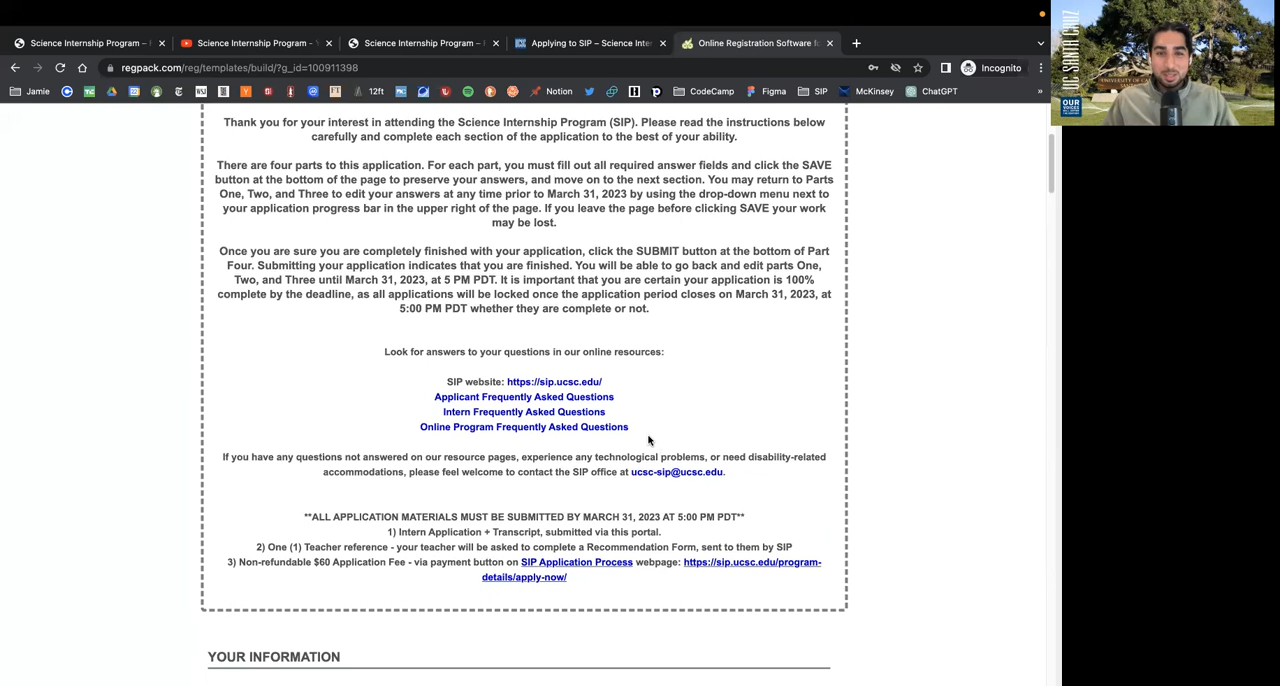 Science Internship Program –
Science Internship Program –
Science Internship Program –
Applying to SIP – Science Inte
Online Registration Software fo
regpack.com/reg/templates/build/?g_id=100911398
Incognito
Jamie
12ft
Notion
CodeCamp
Figma
SIP
McKinsey
ChatGPT
»
UC SANTA CRUZ
OUR
VOICES
Thank you for your interest in attending the Science Internship Program (SIP). Please read the instructions below
carefully and complete each section of the application to the best of your ability.
There are four parts to this application. For each part, you must fill out all required answer fields and click the SAVE
button at the bottom of the page to preserve your answers, and move on to the next section. You may return to Parts
One, Two, and Three to edit your answers at any time prior to March 31, 2023 by using the drop-down menu next to
your application progress bar in the upper right of the page. If you leave the page before clicking SAVE your work
may be lost.
Once you are sure you are completely finished with your application, click the SUBMIT button at the bottom of Part
Four. Submitting your application indicates that you are finished. You will be able to go back and edit parts One,
Two, and Three until March 31, 2023, at 5 PM PDT. It is important that you are certain your application is 100%
complete by the deadline, as all applications will be locked once the application period closes on March 31, 2023, at
5:00 PM PDT whether they are complete or not.
Look for answers to your questions in our online resources:
SIP website: https://sip.ucsc.edu/
Applicant Frequently Asked Questions
Intern Frequently Asked Questions
Online Program Frequently Asked Questions
If you have any questions not answered on our resource pages, experience any technological problems, or need disability-related
accommodations, please feel welcome to contact the SIP office at ucsc-sip@ucsc.edu.
**ALL APPLICATION MATERIALS MUST BE SUBMITTED BY MARCH 31, 2023 AT 5:00 PM PDT**
1) Intern Application + Transcript, submitted via this portal.
2) One (1) Teacher reference - your teacher will be asked to complete a Recommendation Form, sent to them by SIP
3) Non-refundable $60 Application Fee - via payment button on SIP Application Process webpage: https://sip.ucsc.edu/program-
details/apply-now/
YOUR INFORMATION